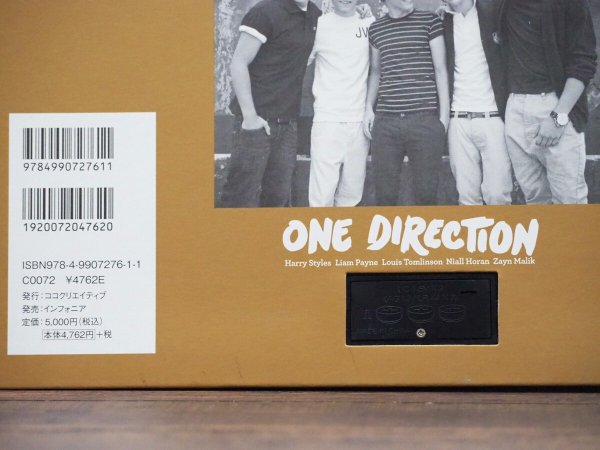 JV
9784990727611
1920072047620
ISBN978-4-9907276-1-1
C0072 ¥4762E
発行：ココクリエイティブ
発売：インフォニア
定価：5,000円（税込）
本体4,762円+税
ONE DIRECTION
Harry Styles Liam Payne Louis Tomlinson Niall Horan Zayn Malik